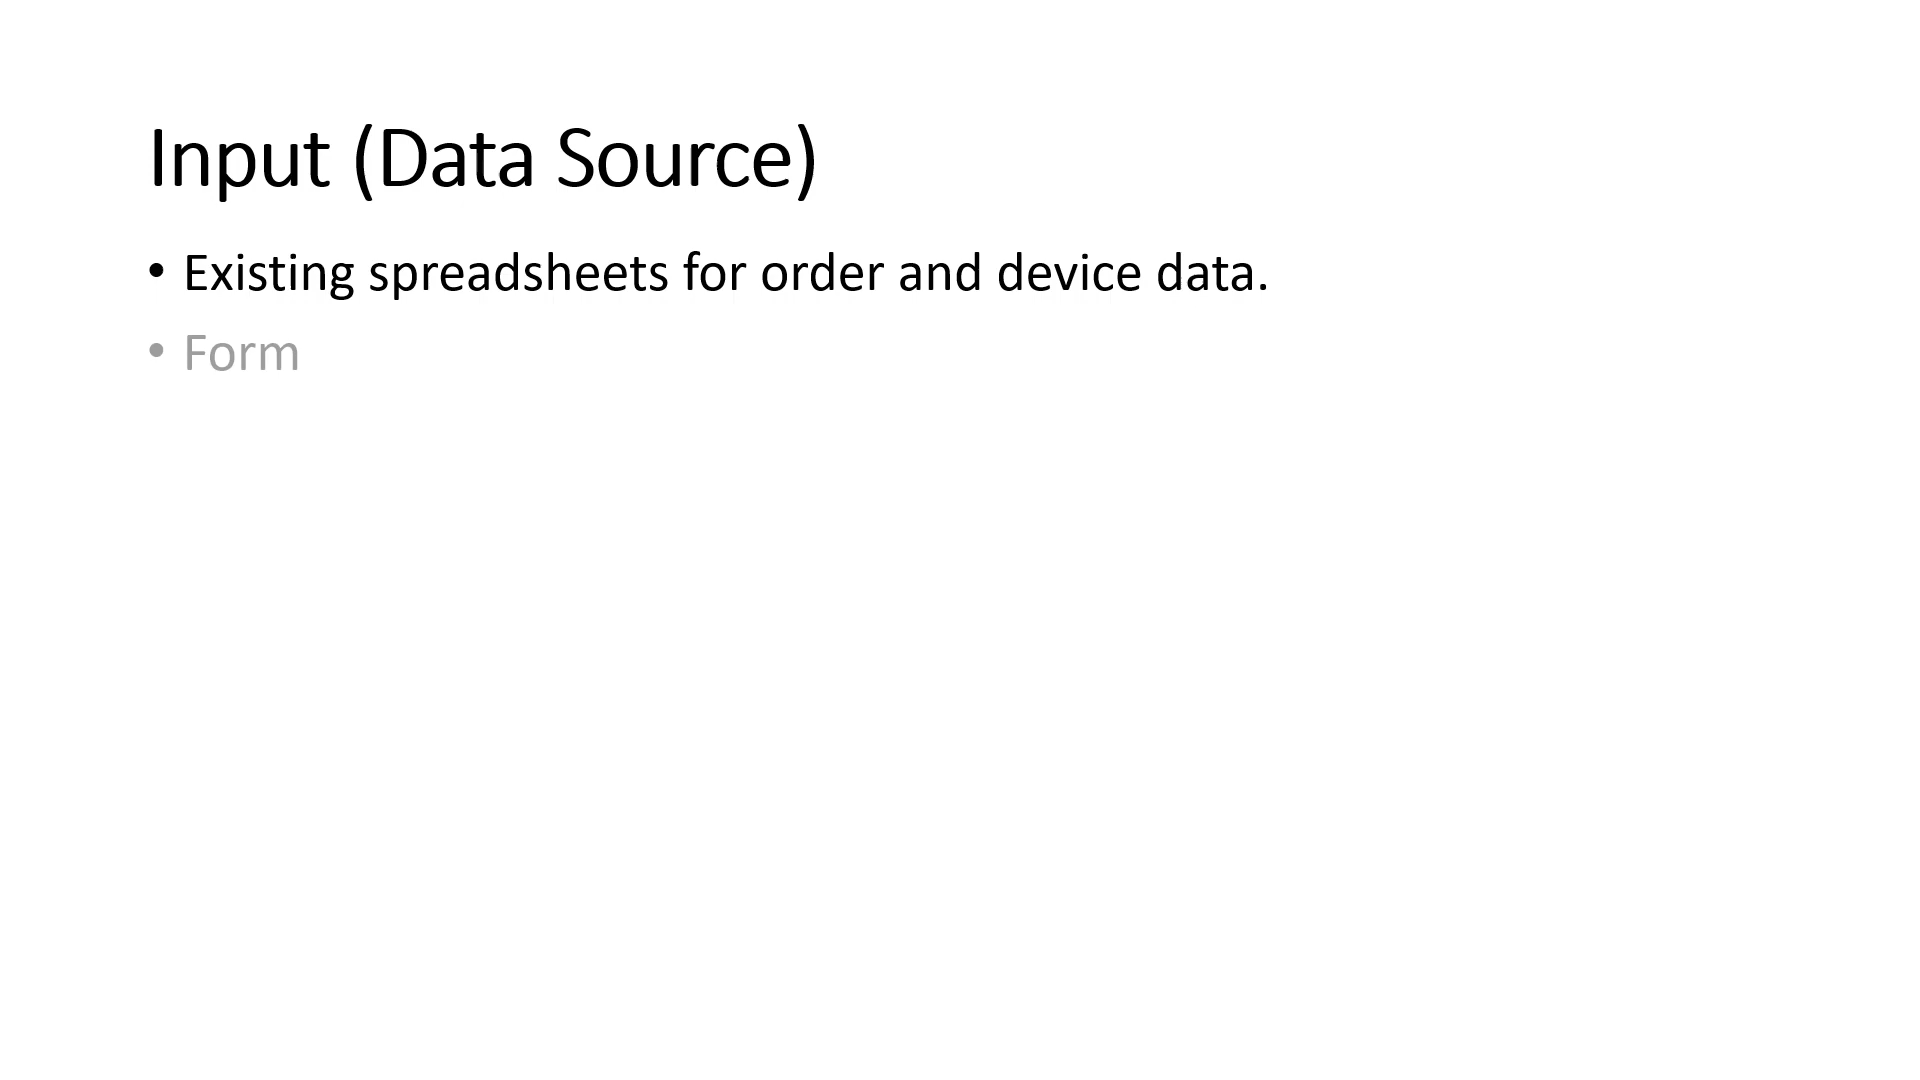 Input (Data Source)
• Existing spreadsheets for order and device data.
• Form